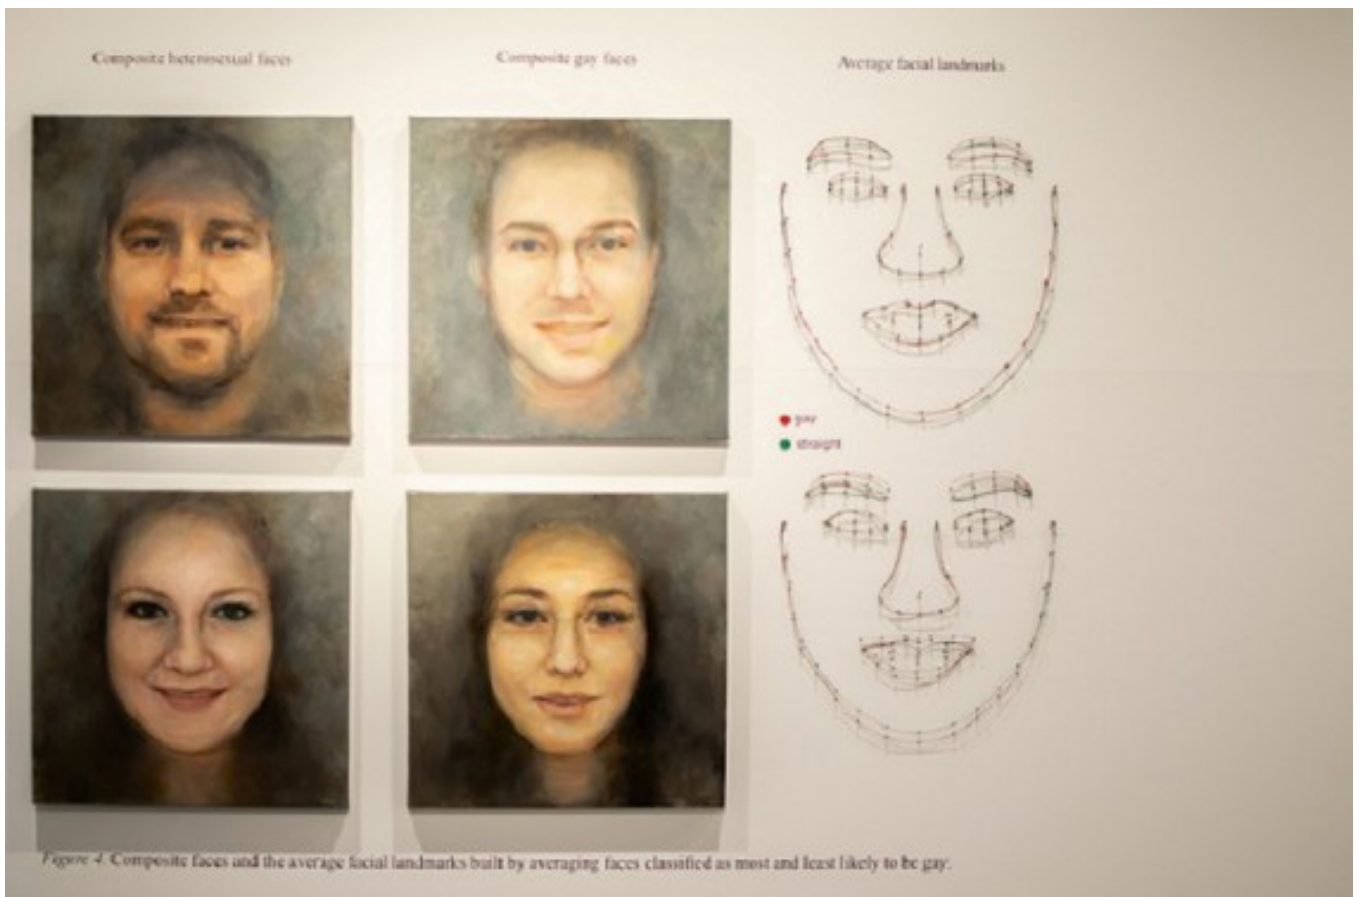 Composite heterosexual faces
Composite gay faces
Average facial landmarks
gay
straight
Figure 4. Composite faces and the average facial landmarks built by averaging faces classified as most and least likely to be gay.